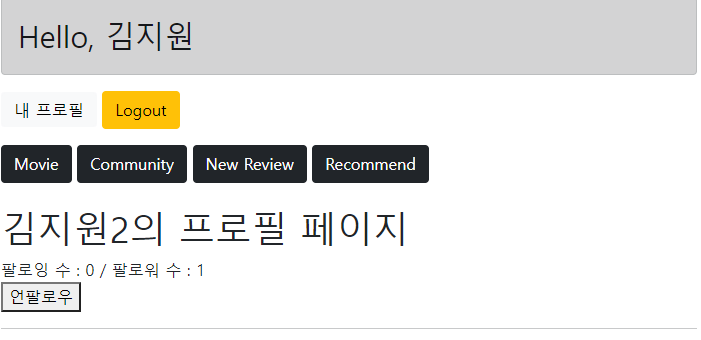 Hello, 김지원
내 프로필 Logout
Movie Community New Review Recommend
김지원2의 프로필 페이지
팔로잉 수 : 0 / 팔로워 수 : 1
언팔로우